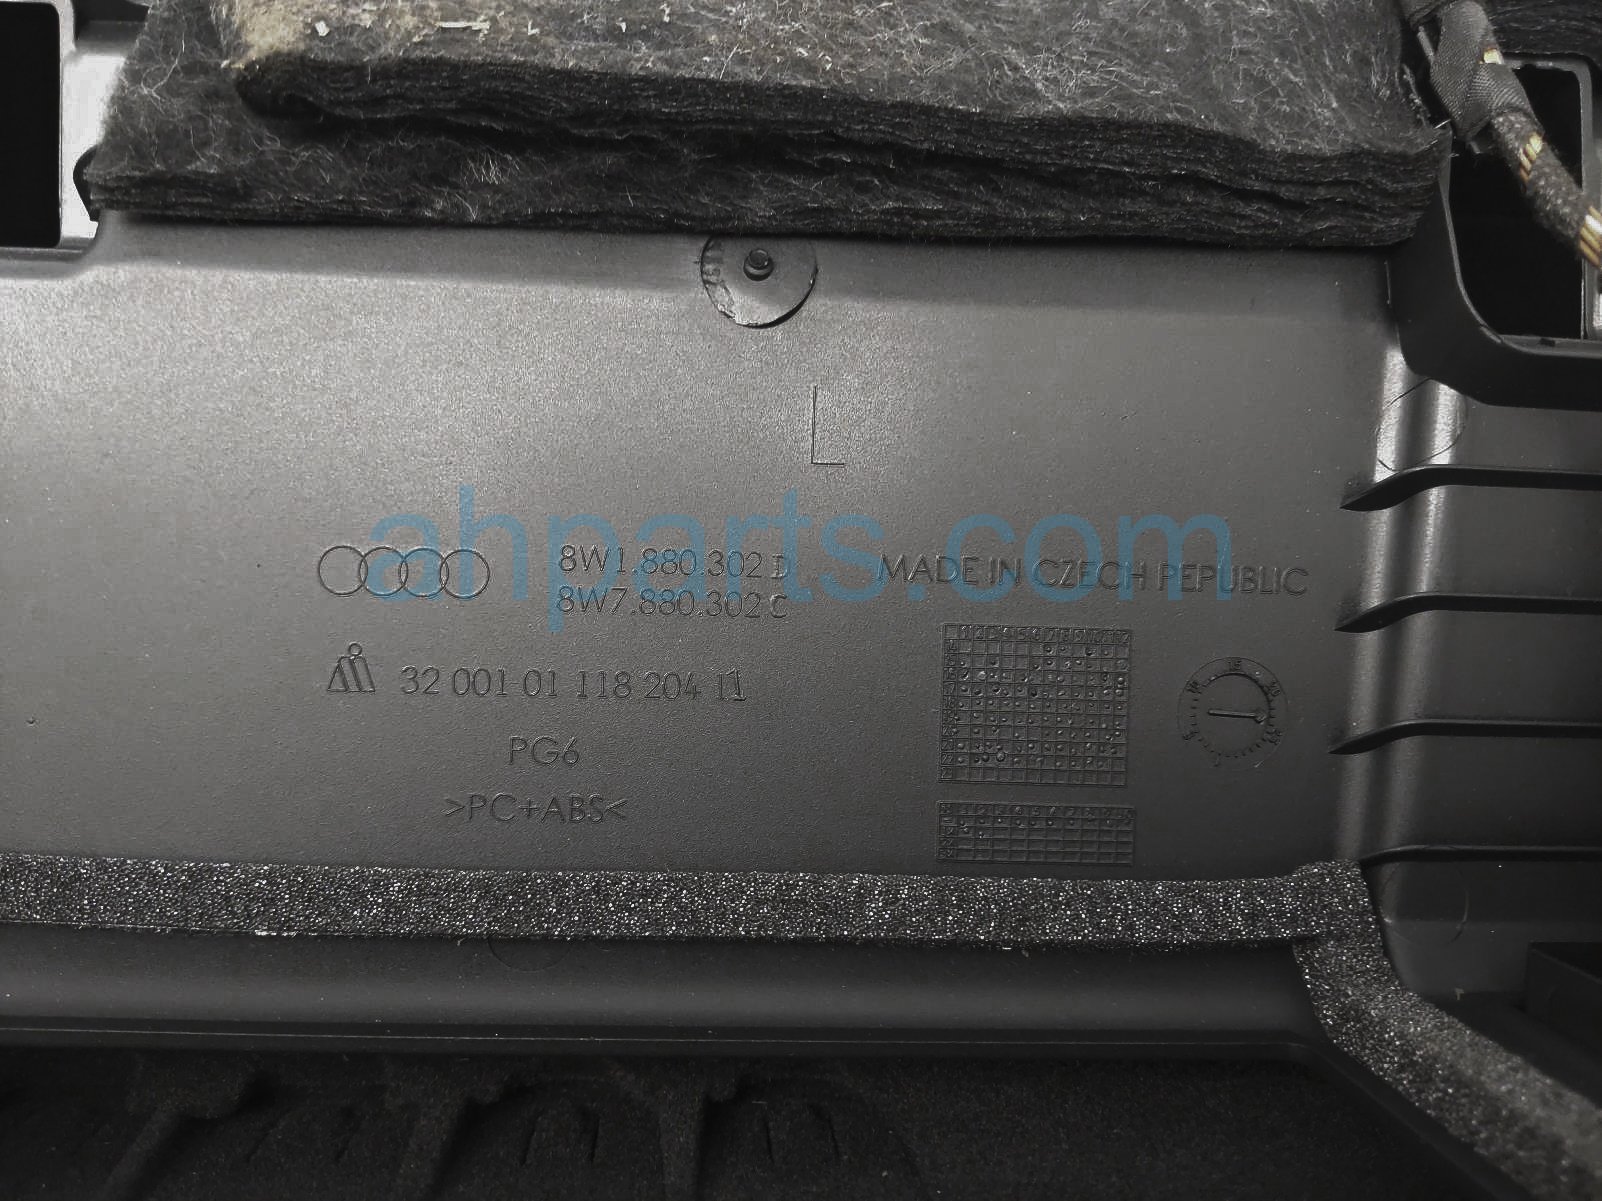 L
ahparts.com
8W1.880.302 D
8W7.880.302 C
MADE IN CZECH REPUBLIC
32 001 01 118 204 11
PG6
>PC+ABS<